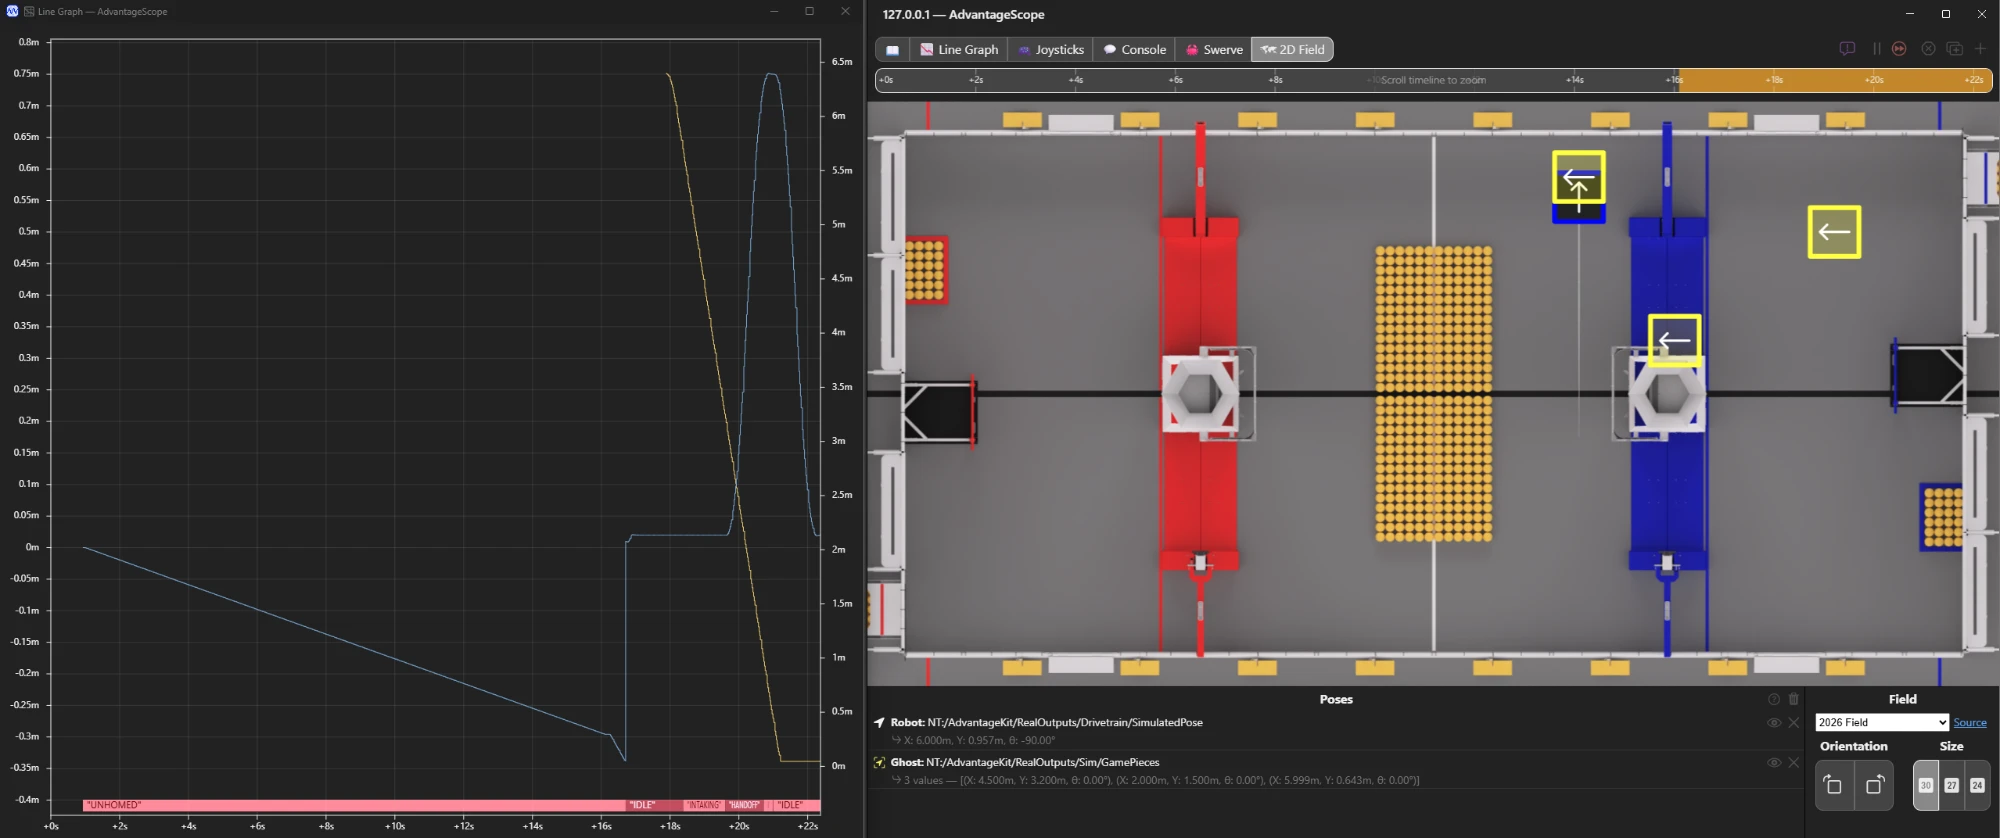 Line Graph — AdvantageScope
0.8m
0.75m
0.7m
0.65m
0.6m
0.55m
0.5m
0.45m
0.4m
0.35m
0.3m
0.25m
0.2m
0.15m
0.1m
0.05m
0m
-0.05m
-0.1m
-0.15m
-0.2m
-0.25m
-0.3m
-0.35m
-0.4m
6.5m
6m
5.5m
5m
4.5m
4m
3.5m
3m
2.5m
2m
1.5m
1m
0.5m
0m
"UNHOMED" "IDLE" "INTAKING" "HANDOFF" "IDLE"
+0s +2s +4s +6s +8s +10s +12s +14s +16s +18s +20s +22s
127.0.0.1 — AdvantageScope
Line Graph Joysticks Console Swerve 2D Field
+0s +2s +4s +6s +8s Scroll timeline to zoom +14s +16s +18s +20s +22s
Poses
Robot: NT:/AdvantageKit/RealOutputs/Drivetrain/SimulatedPose
X: 6.000m, Y: 0.957m, θ: -90.00°
Ghost: NT:/AdvantageKit/RealOutputs/Sim/GamePieces
3 values — [(X: 4.500m, Y: 3.200m, θ: 0.00°), (X: 2.000m, Y: 1.500m, θ: 0.00°), (X: 5.999m, Y: 0.643m, θ: 0.00°)]
Field
2026 Field Source
Orientation Size
30 27 24